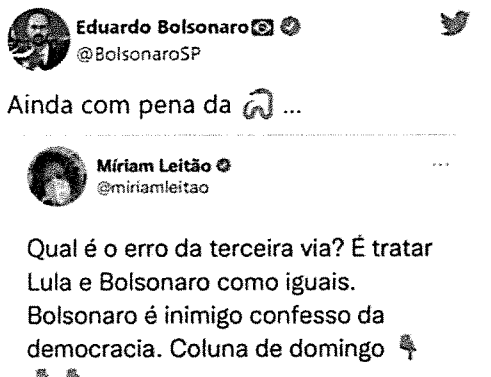 Eduardo Bolsonaro
@BolsonaroSP
Ainda com pena da 🐍 ...
Míriam Leitão
@miriamleitao
Qual é o erro da terceira via? É tratar
Lula e Bolsonaro como iguais.
Bolsonaro é inimigo confesso da
democracia. Coluna de domingo 👇